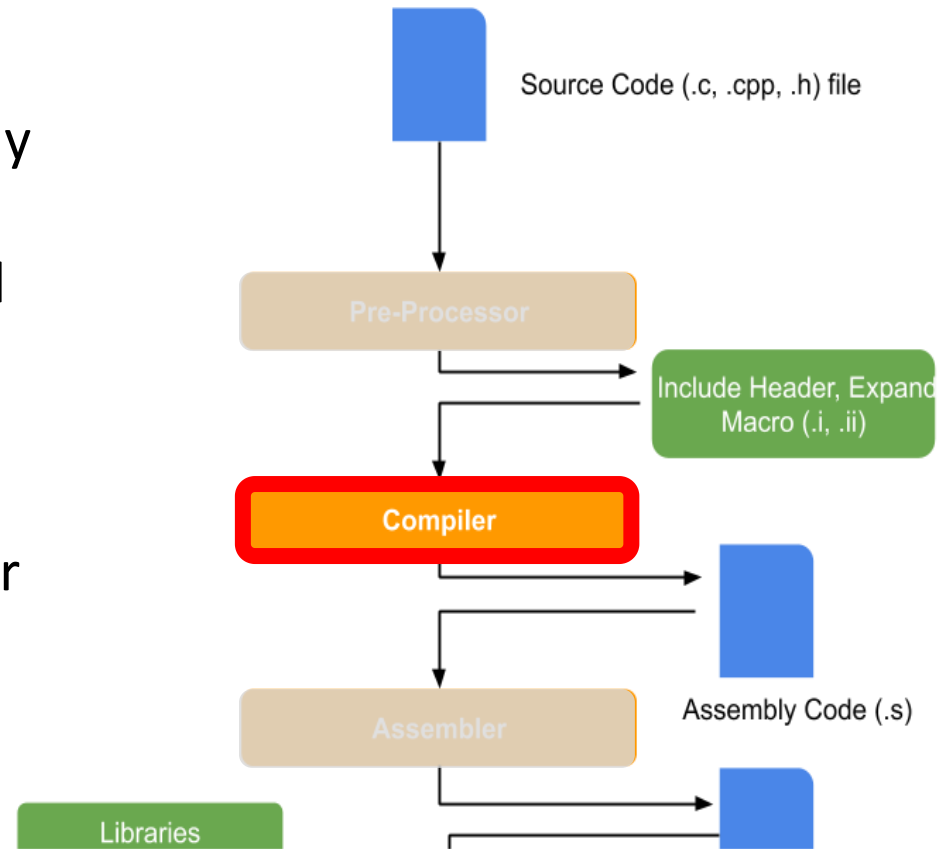 Source Code (.c, .cpp, .h) file
y
l
Pre-Processor
Include Header, Expand
Macro (.i, .ii)
Compiler
r
Assembly Code (.s)
Assembler
Libraries